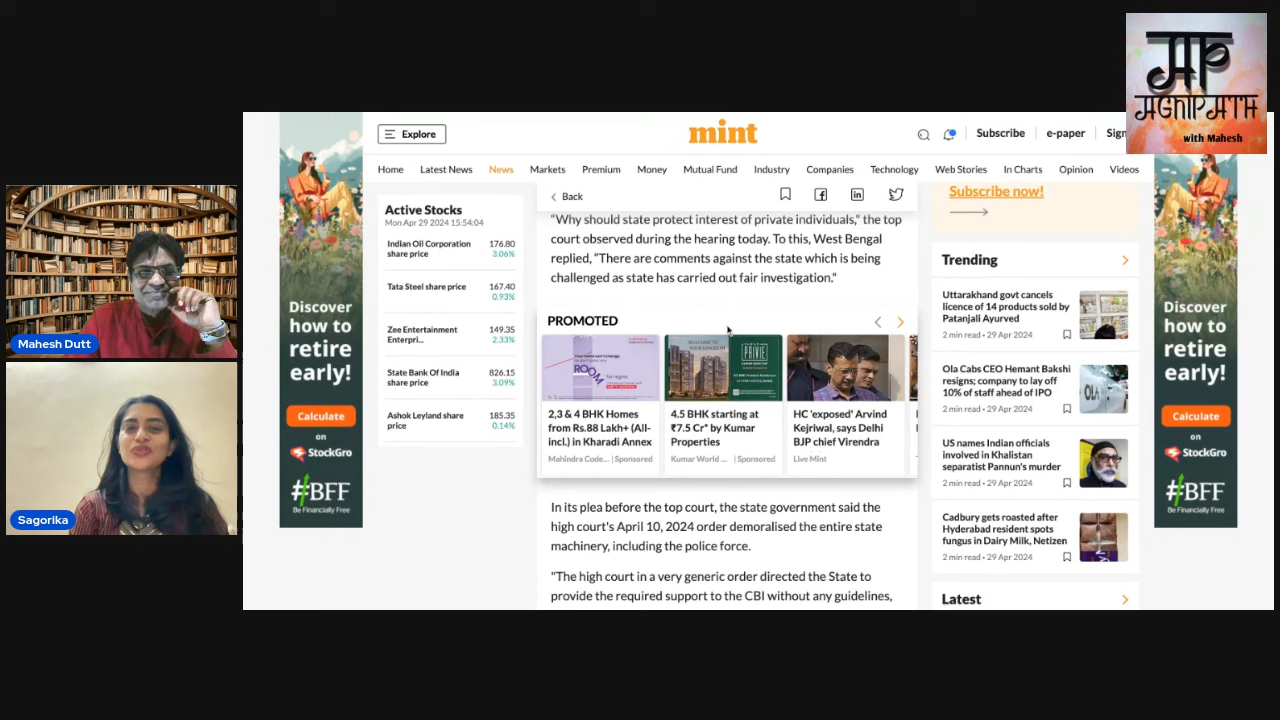 AP
AGNIPATH
with Mahesh
Mahesh Dutt
Sagorika
Discover
how to
retire
early!
Calculate
on
StockGro
#BFF
Be Financially Free
Explore
mint
Subscribe
e-paper
Sign
Home
Latest News
News
Markets
Premium
Money
Mutual Fund
Industry
Companies
Technology
Web Stories
In Charts
Opinion
Videos
Active Stocks
Mon Apr 29 2024 15:54:04
Indian Oil Corporation 176.80
share price 3.06%
Tata Steel share price 167.40
0.93%
Zee Entertainment 149.35
Enterpri... 2.33%
State Bank Of India 826.15
share price 3.09%
Ashok Leyland share 185.35
price 0.14%
Back
“Why should state protect interest of private individuals," the top
court observed during the hearing today. To this, West Bengal
replied, “There are comments against the state which is being
challenged as state has carried out fair investigation."
PROMOTED
ROOM
for regret.
2,3 & 4 BHK Homes
from Rs.88 Lakh+ (All-
incl.) in Kharadi Annex
Mahindra Code... | Sponsored
WELCOME TO
YOUR KINGDOM
PRIVIE
4.5 BHK starting at
₹7.5 Cr* by Kumar
Properties
Kumar World ... | Sponsored
HC 'exposed' Arvind
Kejriwal, says Delhi
BJP chief Virendra
Live Mint
In its plea before the top court, the state government said the
high court's April 10, 2024 order demoralised the entire state
machinery, including the police force.
"The high court in a very generic order directed the State to
provide the required support to the CBI without any guidelines,
Subscribe now!
Trending
Uttarakhand govt cancels
licence of 14 products sold by
Patanjali Ayurved
2 min read • 29 Apr 2024
Ola Cabs CEO Hemant Bakshi
resigns; company to lay off
10% of staff ahead of IPO
2 min read • 29 Apr 2024
OLA
US names Indian officials
involved in Khalistan
separatist Pannun's murder
2 min read • 29 Apr 2024
Cadbury gets roasted after
Hyderabad resident spots
fungus in Dairy Milk, Netizen
2 min read • 29 Apr 2024
Latest
Discover
how to
retire
early!
Calculate
on
StockGro
#BFF
Be Financially Free